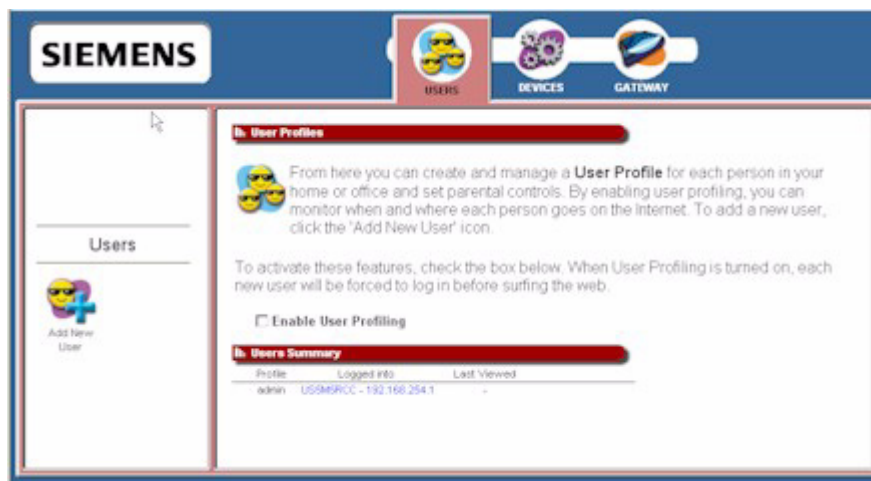 SIEMENS
USERS
DEVICES
GATEWAY
User Profiles
From here you can create and manage a User Profile for each person in your
home or office and set parental controls. By enabling user profiling, you can
monitor when and where each person goes on the Internet. To add a new user,
click the 'Add New User' icon.
Users
To activate these features, check the box below. When User Profiling is turned on, each
new user will be forced to log in before surfing the web.
Add New
User
Enable User Profiling
Users Summary
Profile Logged into Last Viewed
admin USSMSRCC - 192.168.254.1 -